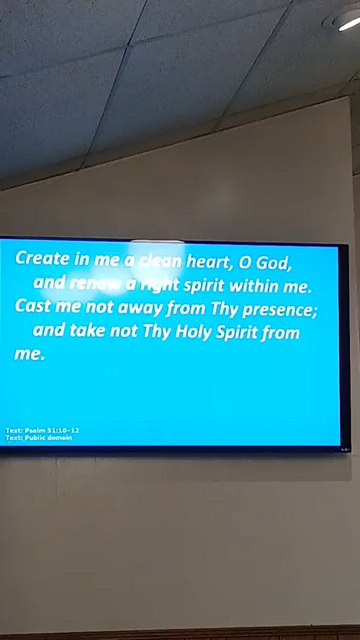 Create in me a clean heart, O God,
and renew a right spirit within me.
Cast me not away from Thy presence;
and take not Thy Holy Spirit from
me.
Text: Psalm 51:10-12
Text: Public domain